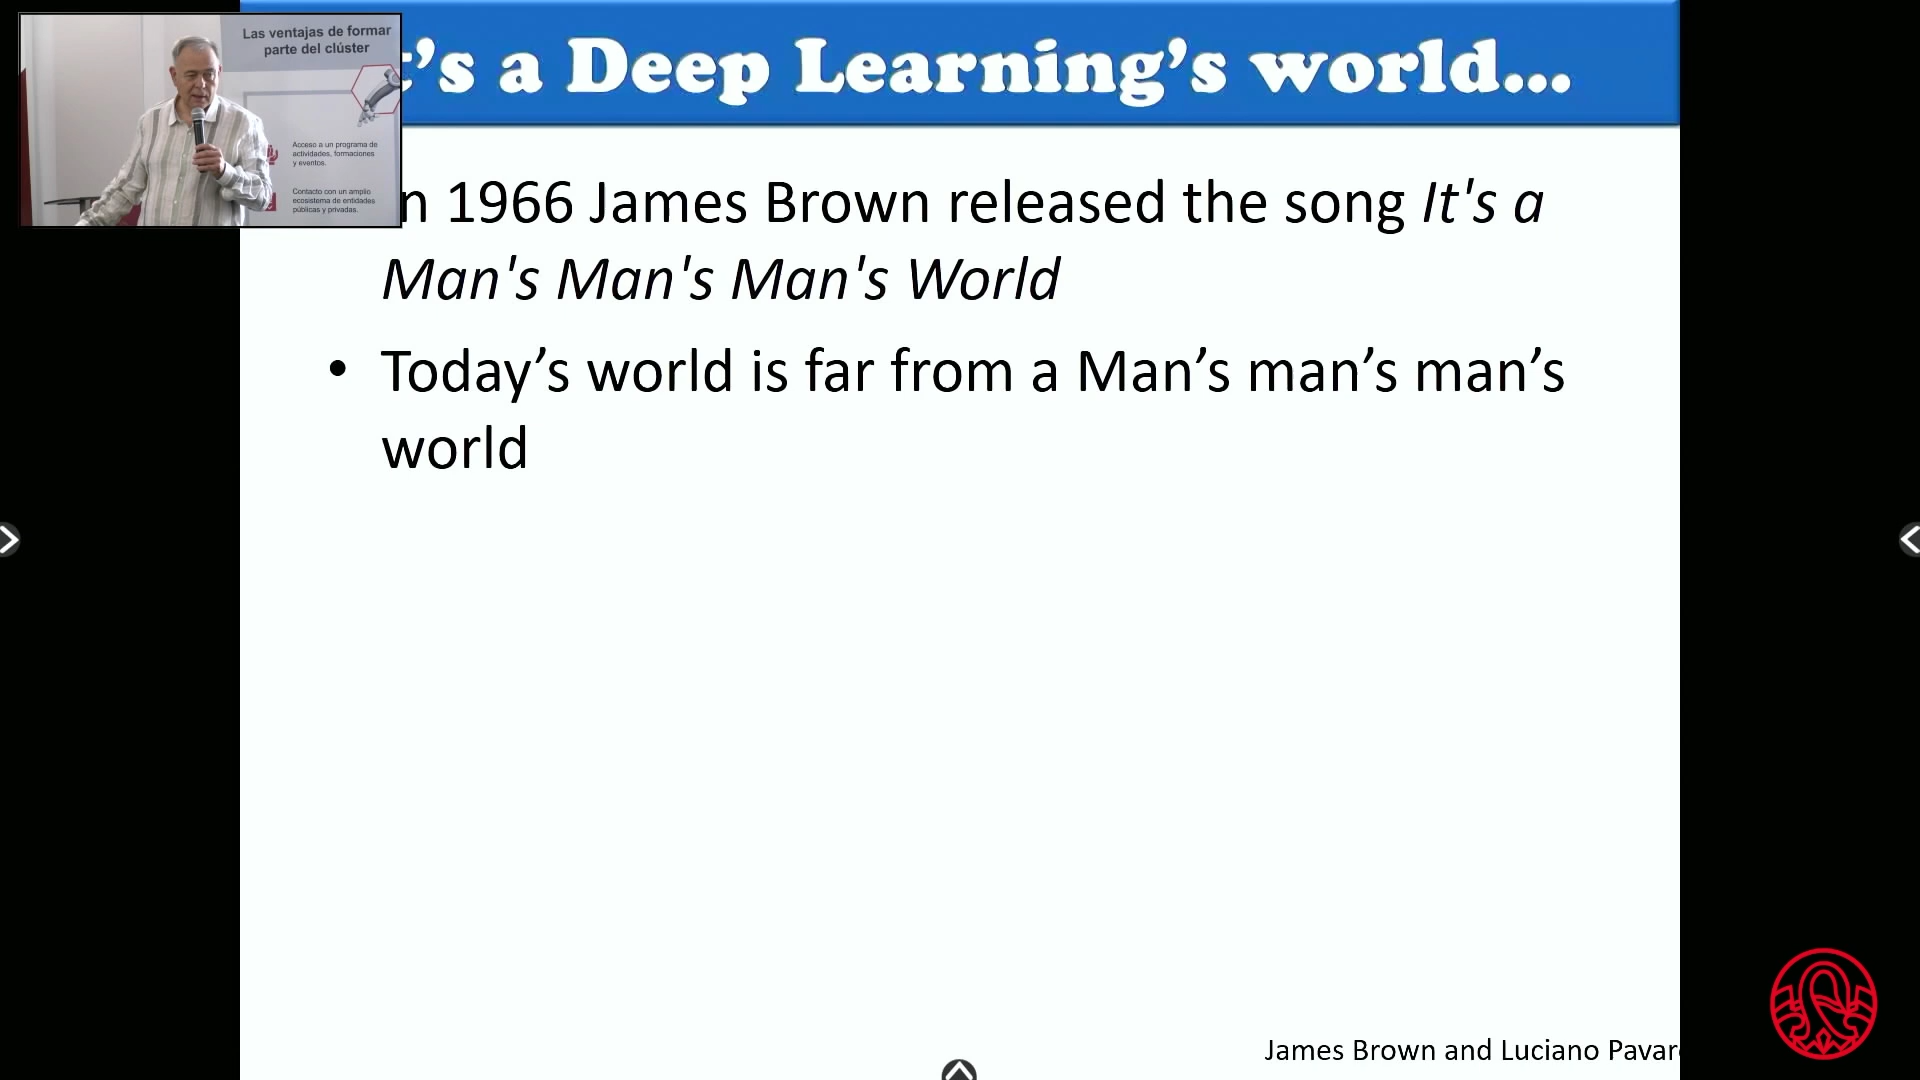 Las ventajas de formar
parte del clúster
Acceso a un programa de
actividades, formaciones
y eventos.
Contacto con un amplio
ecosistema de entidades
públicas y privadas.
’s a Deep Learning’s world...
n 1966 James Brown released the song It's a
Man's Man's Man's World
• Today’s world is far from a Man’s man’s man’s
world
James Brown and Luciano Pavar